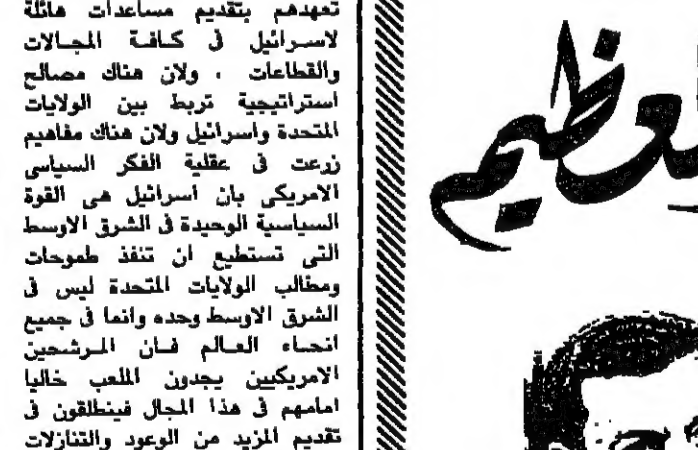 تعهدهم بتقديم مساعدات هائلة
لاسرائيل فى كافة المجالات
والقطاعات ، ولان هناك مصالح
استراتيجية تربط بين الولايات
المتحدة واسرائيل ولان هناك مفاهيم
زرعت فى عقلية الفكر السياسى
الامريكى بان اسرائيل هى القوة
السياسية الوحيدة فى الشرق الاوسط
التى تستطيع ان تنفذ طموحات
ومطالب الولايات المتحدة ليس فى
الشرق الاوسط وحده وانما فى جميع
انحاء العالم فان المرشحين
الامريكيين يجدون الملعب خاليا
امامهم فى هذا المجال فينطلقون فى
تقديم المزيد من الوعود والتنازلات